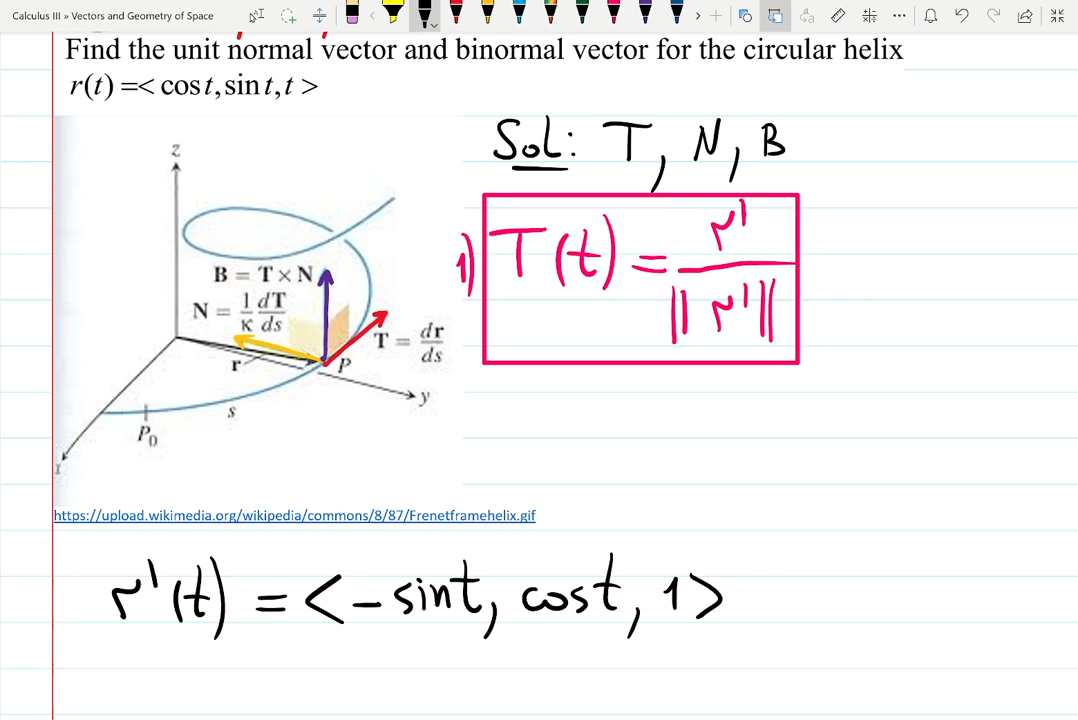 Calculus III » Vectors and Geometry of Space
Find the unit normal vector and binormal vector for the circular helix
r(t) =< cos t, sin t, t >
Sol: T, N, B
1) T(t) = r' / || r' ||
z
B = T × N
N = 1/κ dT/ds
T = dr/ds
r
P
y
s
P₀
x
https://upload.wikimedia.org/wikipedia/commons/8/87/Frenetframehelix.gif
r'(t) = < - sint, cost, 1 >